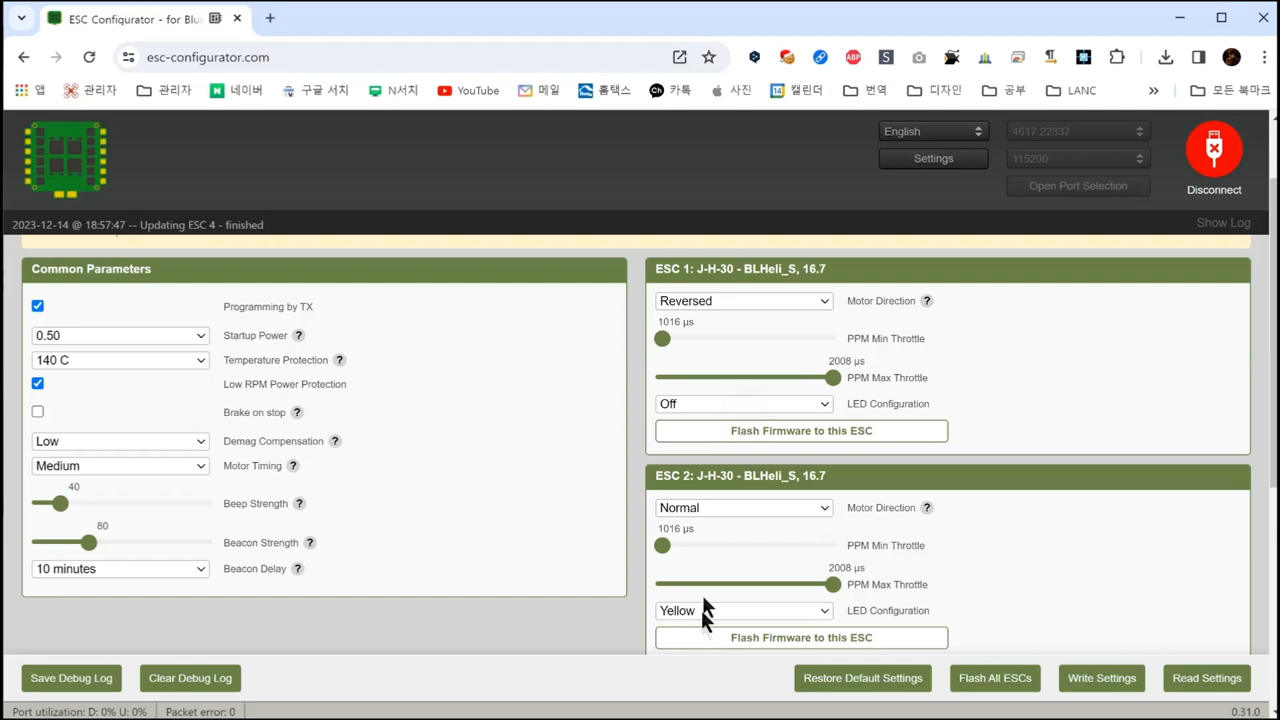 ESC Configurator - for Blu
esc-configurator.com
앱
관리자
관리자
네이버
구글 서치
N서치
YouTube
메일
홈택스
카톡
사진
캘린더
번역
디자인
공부
LANC
»
모든 북마크
English
4617.22337
Settings
115200
Open Port Selection
Disconnect
2023-12-14 @ 18:57:47 -- Updating ESC 4 - finished
Show Log
Common Parameters
Programming by TX
0.50
Startup Power ?
140 C
Temperature Protection ?
Low RPM Power Protection
Brake on stop ?
Low
Demag Compensation ?
Medium
Motor Timing ?
40
Beep Strength ?
80
Beacon Strength ?
10 minutes
Beacon Delay ?
ESC 1: J-H-30 - BLHeli_S, 16.7
Reversed
Motor Direction ?
1016 µs
PPM Min Throttle
2008 µs
PPM Max Throttle
Off
LED Configuration
Flash Firmware to this ESC
ESC 2: J-H-30 - BLHeli_S, 16.7
Normal
Motor Direction ?
1016 µs
PPM Min Throttle
2008 µs
PPM Max Throttle
Yellow
LED Configuration
Flash Firmware to this ESC
Save Debug Log
Clear Debug Log
Restore Default Settings
Flash All ESCs
Write Settings
Read Settings
Port utilization: D: 0% U: 0%
Packet error: 0
0.31.0